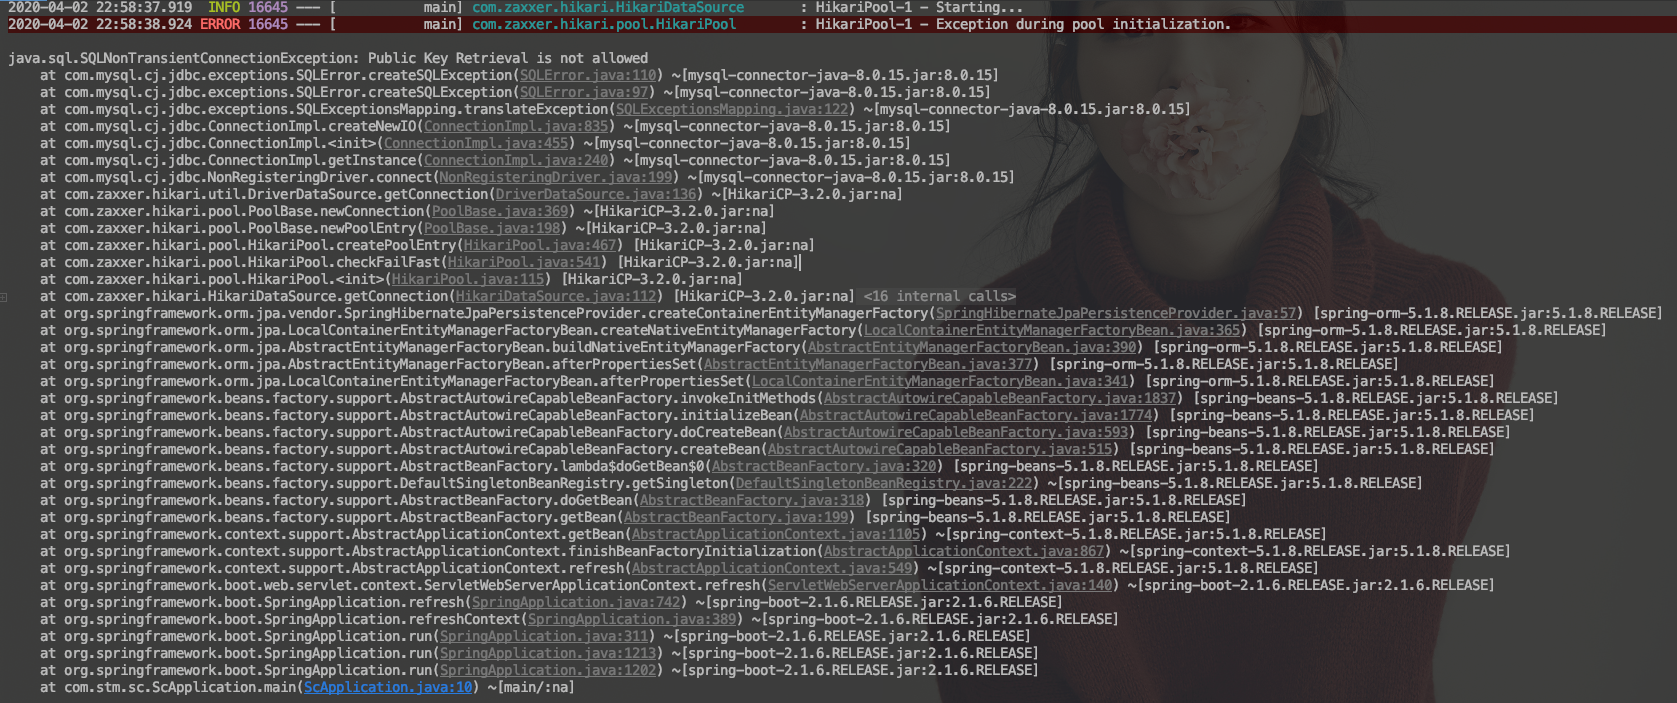 2020-04-02 22:58:37.919  INFO 16645 --- [           main] com.zaxxer.hikari.HikariDataSource       : HikariPool-1 - Starting...
2020-04-02 22:58:38.924 ERROR 16645 --- [           main] com.zaxxer.hikari.pool.HikariPool        : HikariPool-1 - Exception during pool initialization.
java.sql.SQLNonTransientConnectionException: Public Key Retrieval is not allowed
    at com.mysql.cj.jdbc.exceptions.SQLError.createSQLException(SQLError.java:110) ~[mysql-connector-java-8.0.15.jar:8.0.15]
    at com.mysql.cj.jdbc.exceptions.SQLError.createSQLException(SQLError.java:97) ~[mysql-connector-java-8.0.15.jar:8.0.15]
    at com.mysql.cj.jdbc.exceptions.SQLExceptionsMapping.translateException(SQLExceptionsMapping.java:122) ~[mysql-connector-java-8.0.15.jar:8.0.15]
    at com.mysql.cj.jdbc.ConnectionImpl.createNewIO(ConnectionImpl.java:835) ~[mysql-connector-java-8.0.15.jar:8.0.15]
    at com.mysql.cj.jdbc.ConnectionImpl.<init>(ConnectionImpl.java:455) ~[mysql-connector-java-8.0.15.jar:8.0.15]
    at com.mysql.cj.jdbc.ConnectionImpl.getInstance(ConnectionImpl.java:240) ~[mysql-connector-java-8.0.15.jar:8.0.15]
    at com.mysql.cj.jdbc.NonRegisteringDriver.connect(NonRegisteringDriver.java:199) ~[mysql-connector-java-8.0.15.jar:8.0.15]
    at com.zaxxer.hikari.util.DriverDataSource.getConnection(DriverDataSource.java:136) ~[HikariCP-3.2.0.jar:na]
    at com.zaxxer.hikari.pool.PoolBase.newConnection(PoolBase.java:369) ~[HikariCP-3.2.0.jar:na]
    at com.zaxxer.hikari.pool.PoolBase.newPoolEntry(PoolBase.java:198) ~[HikariCP-3.2.0.jar:na]
    at com.zaxxer.hikari.pool.HikariPool.createPoolEntry(HikariPool.java:467) [HikariCP-3.2.0.jar:na]
    at com.zaxxer.hikari.pool.HikariPool.checkFailFast(HikariPool.java:541) [HikariCP-3.2.0.jar:na]
    at com.zaxxer.hikari.pool.HikariPool.<init>(HikariPool.java:115) [HikariCP-3.2.0.jar:na]
    at com.zaxxer.hikari.HikariDataSource.getConnection(HikariDataSource.java:112) [HikariCP-3.2.0.jar:na] <16 internal calls>
    at org.springframework.orm.jpa.vendor.SpringHibernateJpaPersistenceProvider.createContainerEntityManagerFactory(SpringHibernateJpaPersistenceProvider.java:57) [spring-orm-5.1.8.RELEASE.jar:5.1.8.RELEASE]
    at org.springframework.orm.jpa.LocalContainerEntityManagerFactoryBean.createNativeEntityManagerFactory(LocalContainerEntityManagerFactoryBean.java:365) ~[spring-orm-5.1.8.RELEASE.jar:5.1.8.RELEASE]
    at org.springframework.orm.jpa.AbstractEntityManagerFactoryBean.buildNativeEntityManagerFactory(AbstractEntityManagerFactoryBean.java:390) ~[spring-orm-5.1.8.RELEASE.jar:5.1.8.RELEASE]
    at org.springframework.orm.jpa.AbstractEntityManagerFactoryBean.afterPropertiesSet(AbstractEntityManagerFactoryBean.java:377) ~[spring-orm-5.1.8.RELEASE.jar:5.1.8.RELEASE]
    at org.springframework.orm.jpa.LocalContainerEntityManagerFactoryBean.afterPropertiesSet(LocalContainerEntityManagerFactoryBean.java:341) ~[spring-orm-5.1.8.RELEASE.jar:5.1.8.RELEASE]
    at org.springframework.beans.factory.support.AbstractAutowireCapableBeanFactory.invokeInitMethods(AbstractAutowireCapableBeanFactory.java:1837) ~[spring-beans-5.1.8.RELEASE.jar:5.1.8.RELEASE]
    at org.springframework.beans.factory.support.AbstractAutowireCapableBeanFactory.initializeBean(AbstractAutowireCapableBeanFactory.java:1774) ~[spring-beans-5.1.8.RELEASE.jar:5.1.8.RELEASE]
    at org.springframework.beans.factory.support.AbstractAutowireCapableBeanFactory.doCreateBean(AbstractAutowireCapableBeanFactory.java:593) ~[spring-beans-5.1.8.RELEASE.jar:5.1.8.RELEASE]
    at org.springframework.beans.factory.support.AbstractAutowireCapableBeanFactory.createBean(AbstractAutowireCapableBeanFactory.java:515) ~[spring-beans-5.1.8.RELEASE.jar:5.1.8.RELEASE]
    at org.springframework.beans.factory.support.AbstractBeanFactory.lambda$doGetBean$0(AbstractBeanFactory.java:320) ~[spring-beans-5.1.8.RELEASE.jar:5.1.8.RELEASE]
    at org.springframework.beans.factory.support.DefaultSingletonBeanRegistry.getSingleton(DefaultSingletonBeanRegistry.java:222) ~[spring-beans-5.1.8.RELEASE.jar:5.1.8.RELEASE]
    at org.springframework.beans.factory.support.AbstractBeanFactory.doGetBean(AbstractBeanFactory.java:318) [spring-beans-5.1.8.RELEASE.jar:5.1.8.RELEASE]
    at org.springframework.beans.factory.support.AbstractBeanFactory.getBean(AbstractBeanFactory.java:199) [spring-beans-5.1.8.RELEASE.jar:5.1.8.RELEASE]
    at org.springframework.context.support.AbstractApplicationContext.getBean(AbstractApplicationContext.java:1105) ~[spring-context-5.1.8.RELEASE.jar:5.1.8.RELEASE]
    at org.springframework.context.support.AbstractApplicationContext.finishBeanFactoryInitialization(AbstractApplicationContext.java:867) ~[spring-context-5.1.8.RELEASE.jar:5.1.8.RELEASE]
    at org.springframework.context.support.AbstractApplicationContext.refresh(AbstractApplicationContext.java:549) ~[spring-context-5.1.8.RELEASE.jar:5.1.8.RELEASE]
    at org.springframework.boot.web.servlet.context.ServletWebServerApplicationContext.refresh(ServletWebServerApplicationContext.java:140) ~[spring-boot-2.1.6.RELEASE.jar:2.1.6.RELEASE]
    at org.springframework.boot.SpringApplication.refresh(SpringApplication.java:742) ~[spring-boot-2.1.6.RELEASE.jar:2.1.6.RELEASE]
    at org.springframework.boot.SpringApplication.refreshContext(SpringApplication.java:389) ~[spring-boot-2.1.6.RELEASE.jar:2.1.6.RELEASE]
    at org.springframework.boot.SpringApplication.run(SpringApplication.java:311) ~[spring-boot-2.1.6.RELEASE.jar:2.1.6.RELEASE]
    at org.springframework.boot.SpringApplication.run(SpringApplication.java:1213) ~[spring-boot-2.1.6.RELEASE.jar:2.1.6.RELEASE]
    at org.springframework.boot.SpringApplication.run(SpringApplication.java:1202) ~[spring-boot-2.1.6.RELEASE.jar:2.1.6.RELEASE]
    at com.stm.sc.ScApplication.main(ScApplication.java:10) ~[main/:na]